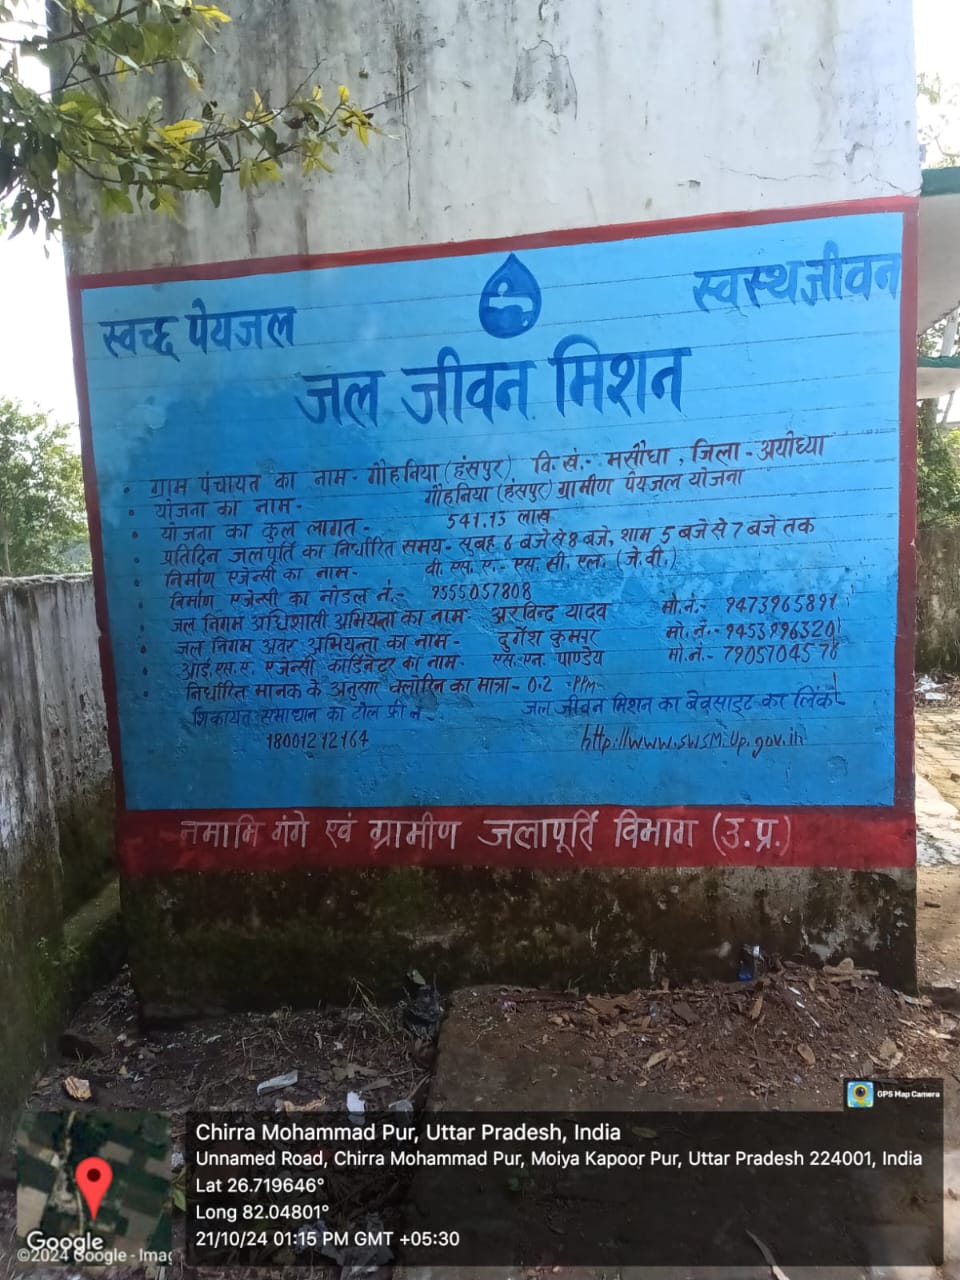 स्वच्छ पेयजल
स्वस्थ जीवन
जल जीवन मिशन
• ग्राम पंचायत का नाम - गौहनिया (हंसपुर) वि. खं.- मसौधा, जिला - अयोध्या
• योजना का नाम - गौहनिया (हंसपुर) ग्रामीण पेयजल योजना
• योजना का कुल लागत - 541.13 लाख
• प्रतिदिन जलपूर्ति का निर्धारित समय - सुबह 6 बजे से 8 बजे, शाम 5 बजे से 7 बजे तक
• निर्माण एजेन्सी का नाम - वी. एस. ए.- एस. सी. एल. (जे. वी.)
• निर्माण एजेन्सी का नोडल नं.- 9555057808
जल निगम अधिशासी अभियन्ता का नाम - अरविन्द यादव मो.नं.- 9473965891
• जल निगम अवर अभियन्ता का नाम - दुर्गेश कुमार मो.नं.- 9453996320
• आई.एस.ए. एजेन्सी कोर्डिनेटर का नाम - एस. एन. पाण्डेय मो.नं.- 7905704578
• निर्धारित मानक के अनुसार क्लोरिन का मात्रा - 0.2 PPM
शिकायत समाधान का टोल फ्री नं.
जल जीवन मिशन का बेवसाइट का लिंक
18001212164
http://www.swsm.up.gov.in
नमामि गंगे एवं ग्रामीण जलापूर्ति विभाग (उ.प्र.)
GPS Map Camera
Chirra Mohammad Pur, Uttar Pradesh, India
Unnamed Road, Chirra Mohammad Pur, Moiya Kapoor Pur, Uttar Pradesh 224001, India
Lat 26.719646°
Long 82.04801°
21/10/24 01:15 PM GMT +05:30
Google
©2024 Google - Imag